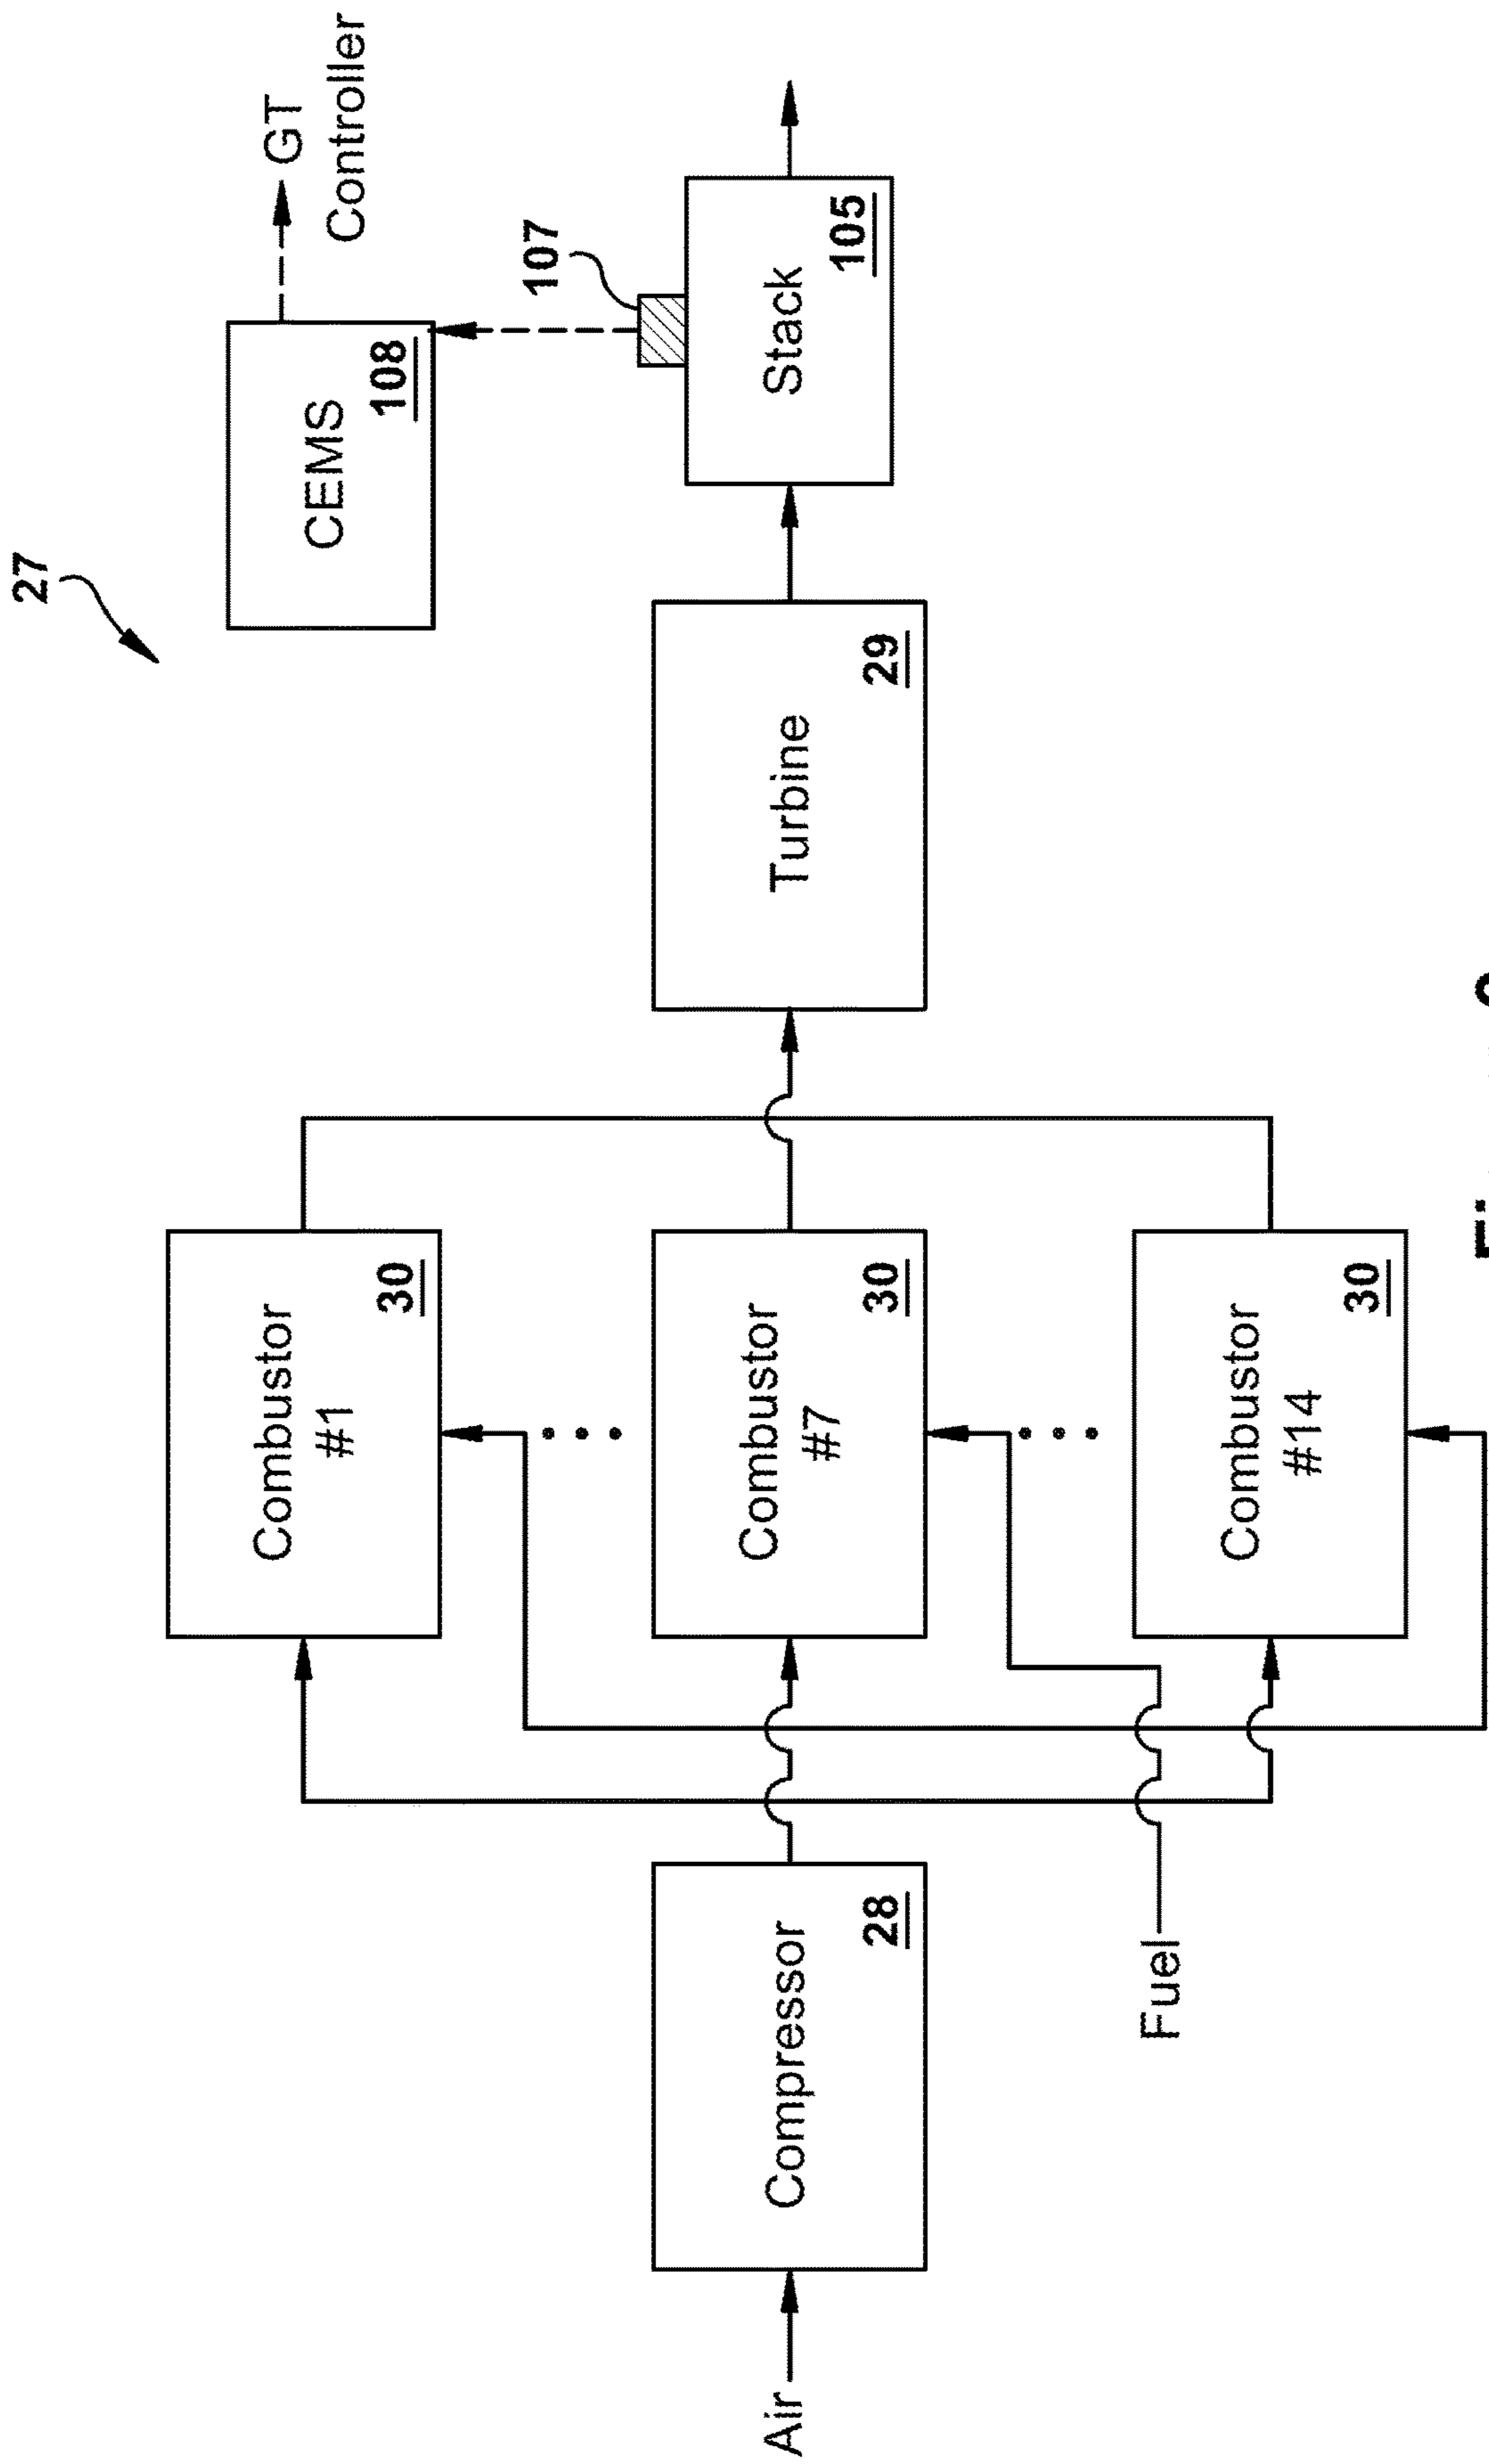 27
CEMS
108
GT
Controller
107
Combustor
#1
30
Air
Compressor
28
Combustor
#7
30
Turbine
29
Stack
105
Fuel
Combustor
#14
30